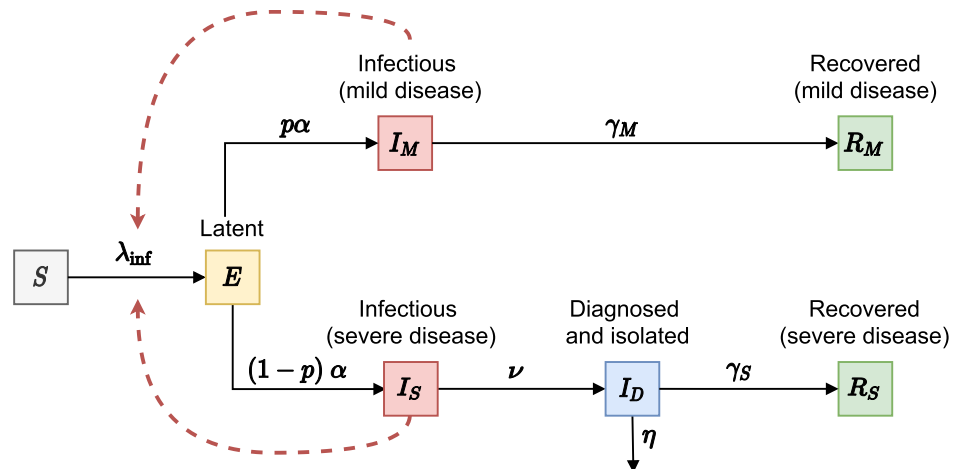 Infectious
(mild disease)
Recovered
(mild disease)
pα
γM
IM
RM
Latent
λinf
S
E
Infectious
(severe disease)
Diagnosed
and isolated
Recovered
(severe disease)
(1 − p) α
ν
γS
IS
ID
RS
η